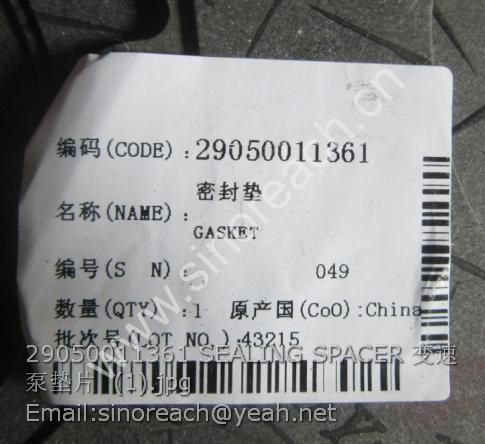 编码(CODE)：29050011361
密封垫
名称(NAME)：
GASKET
编号(S N)： 049
数量(QTY)：1 原产国(CoO):China
批次号(LOT NO.):43215
www.sinoreach.cn
29050011361 SEALING SPACER 变速
泵垫片 (1).jpg
Email:sinoreach@yeah.net